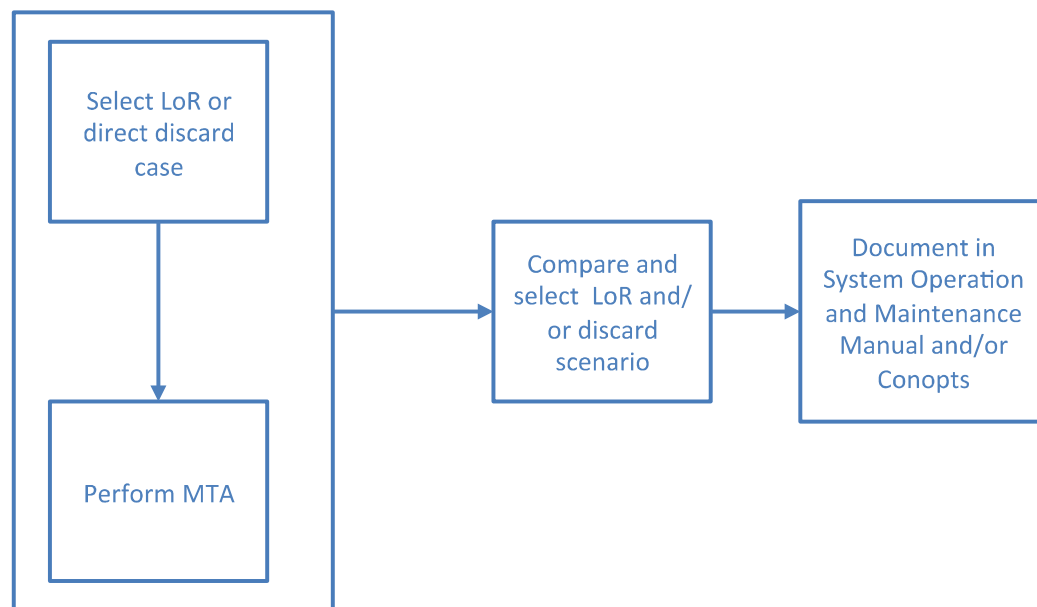 Select LoR or
direct discard
case
Perform MTA
Compare and
select LoR and/
or discard
scenario
Document in
System Operation
and Maintenance
Manual and/or
Conopts